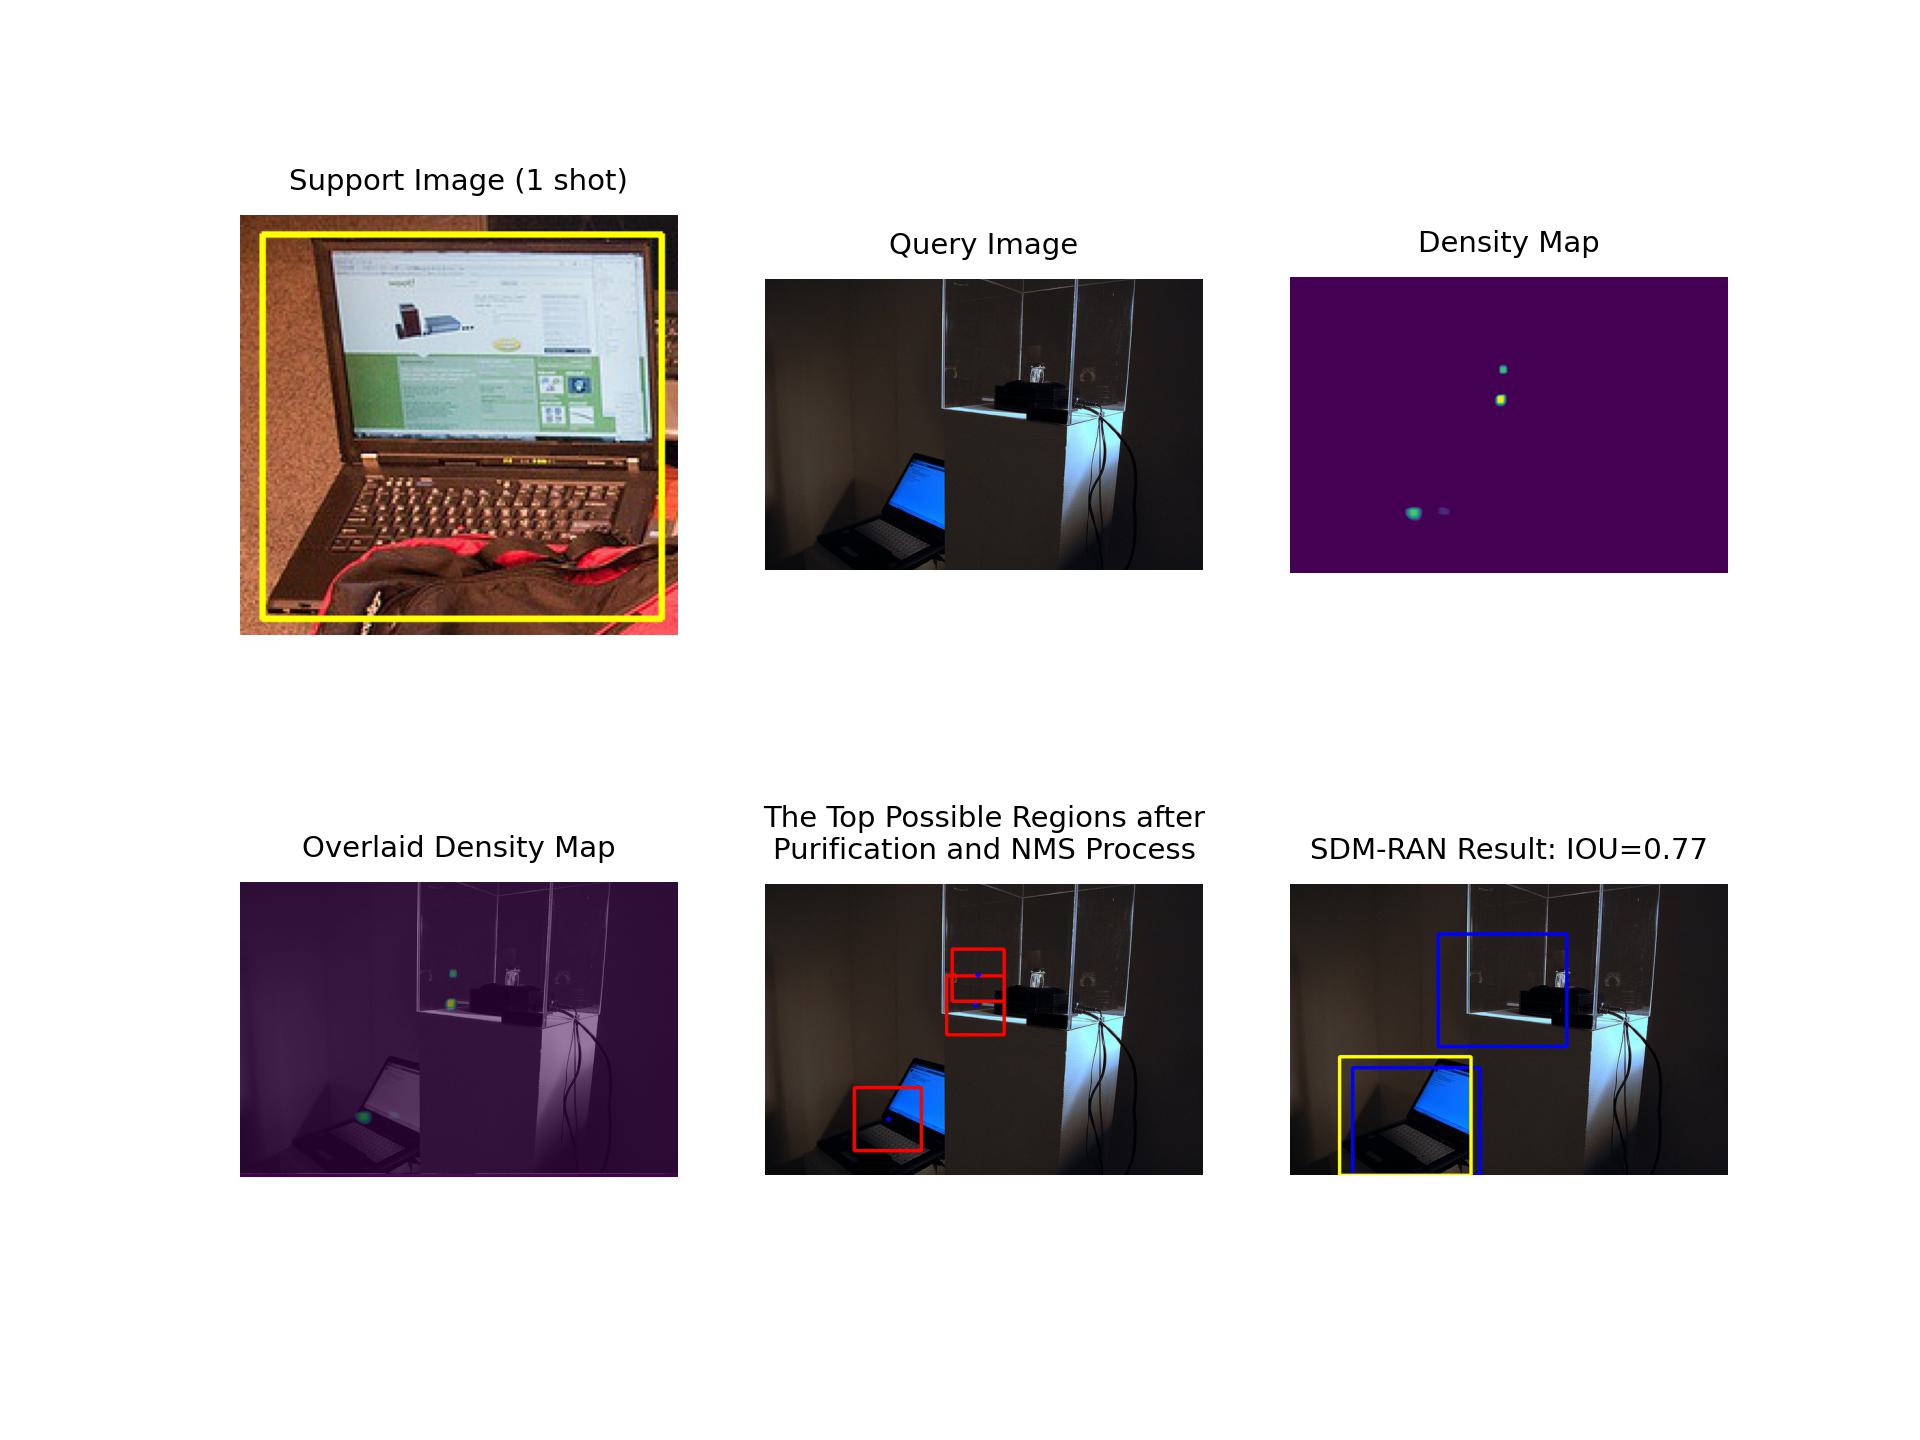 Support Image (1 shot)
Query Image
Density Map
Overlaid Density Map
The Top Possible Regions after
Purification and NMS Process
SDM-RAN Result: IOU=0.77